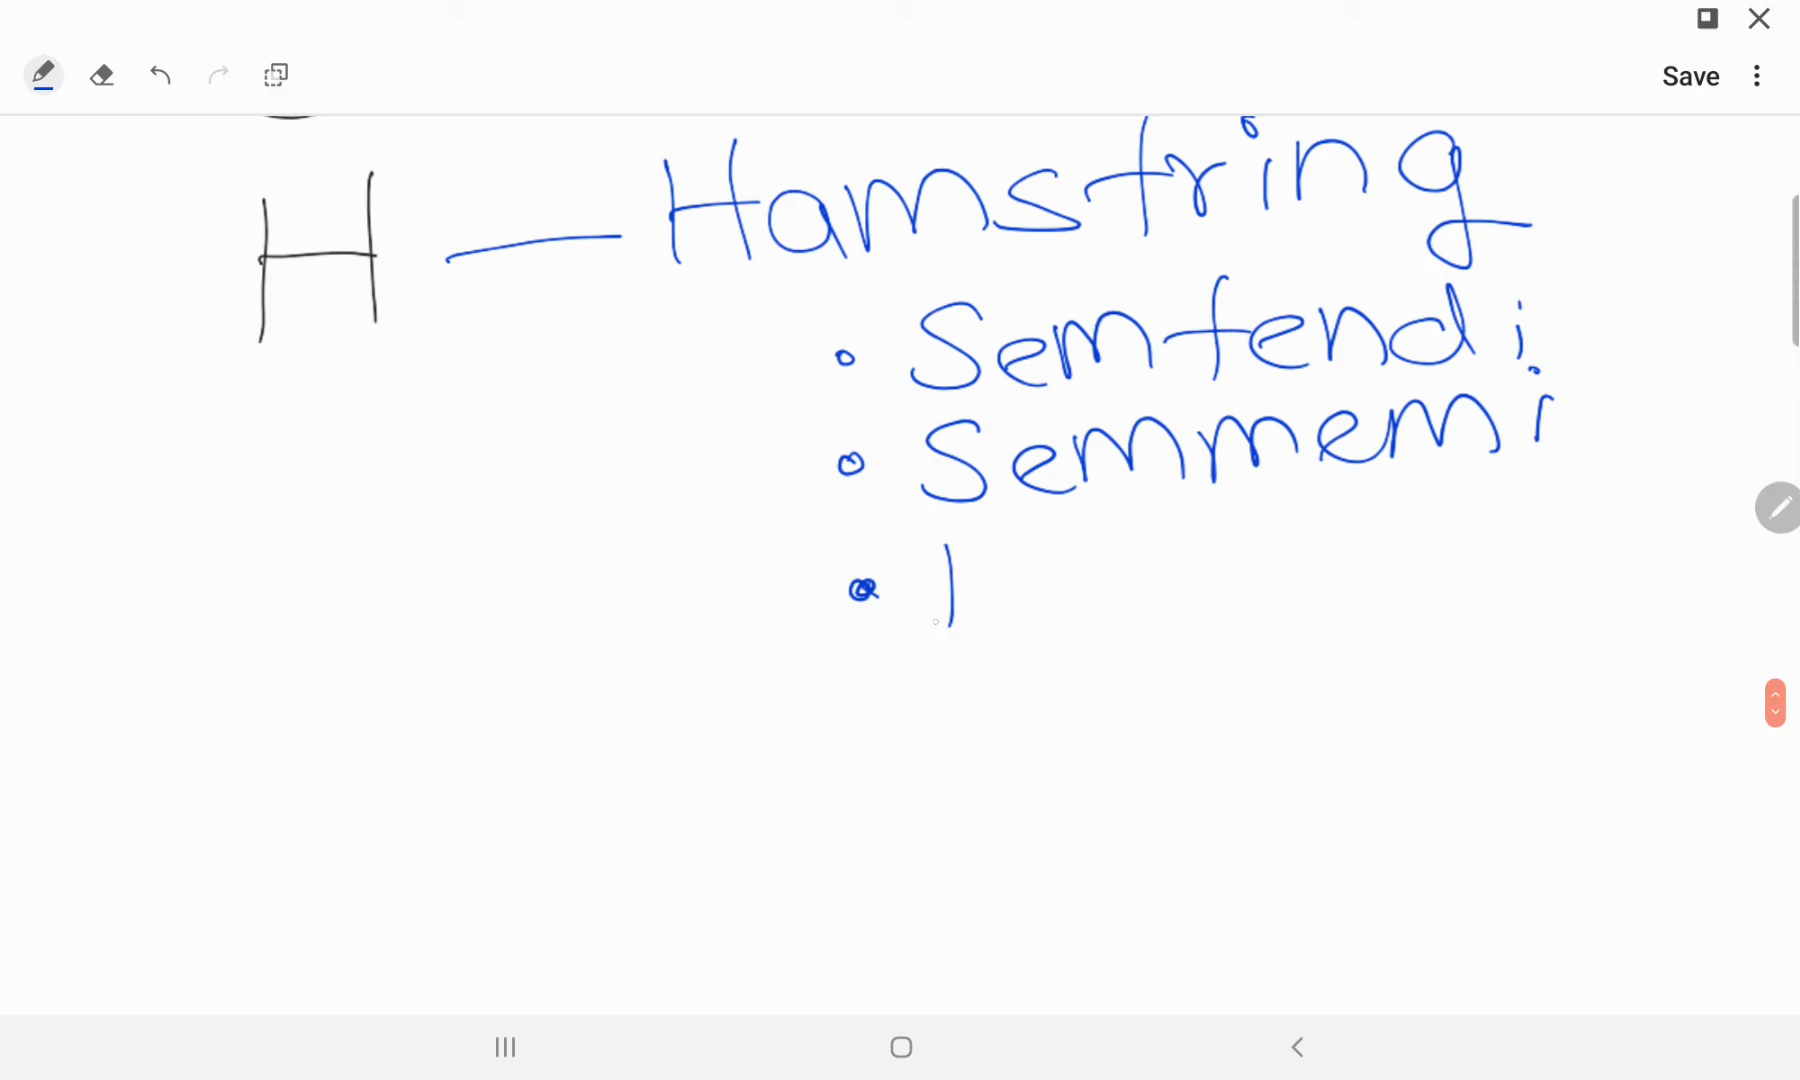 Save
H — Hamstring
• Semtendi
• Semmemi
•